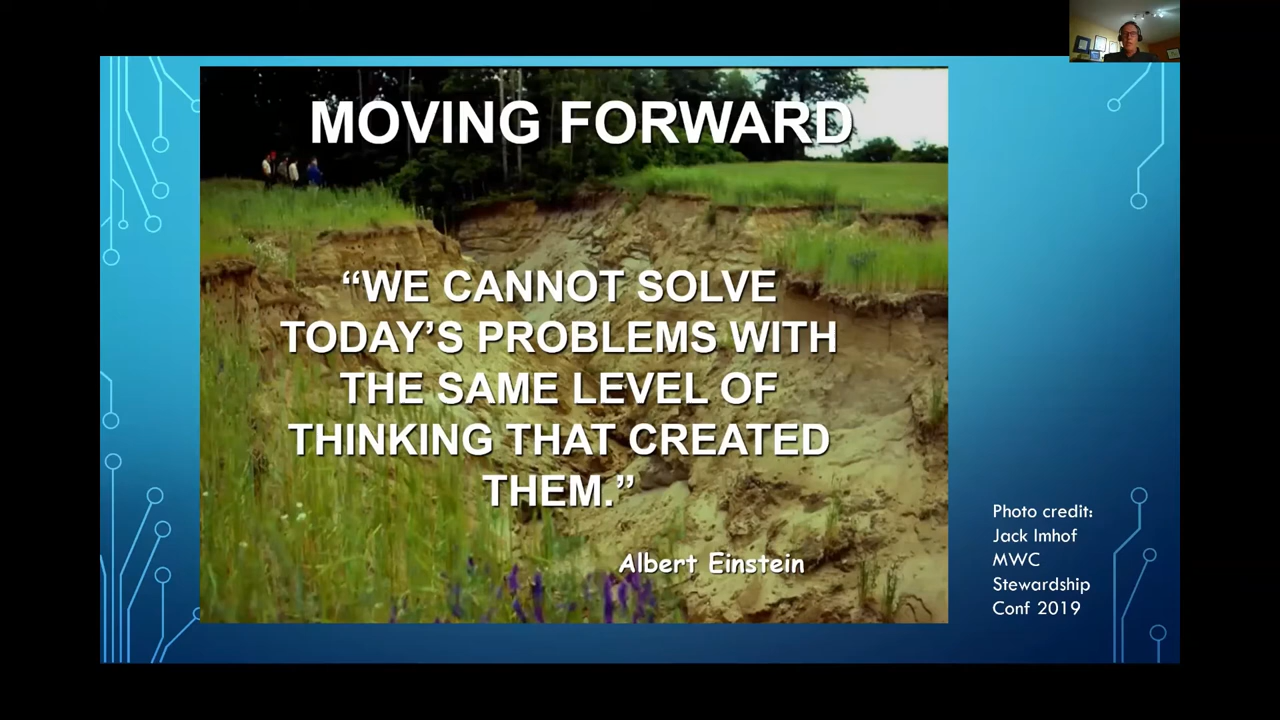 MOVING FORWARD
“WE CANNOT SOLVE
TODAY’S PROBLEMS WITH
THE SAME LEVEL OF
THINKING THAT CREATED
THEM.”
Albert Einstein
Photo credit:
Jack Imhof
MWC
Stewardship
Conf 2019